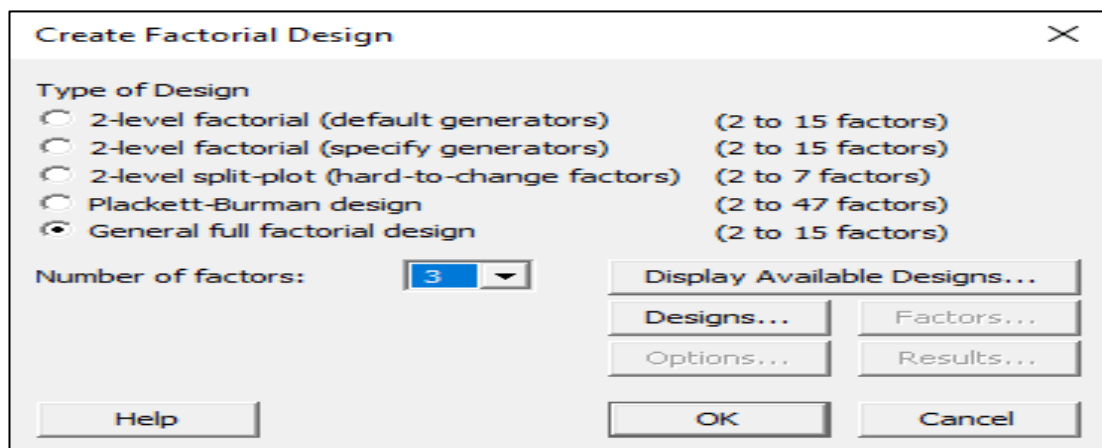 Create Factorial Design
Type of Design
2-level factorial (default generators) (2 to 15 factors)
2-level factorial (specify generators) (2 to 15 factors)
2-level split-plot (hard-to-change factors) (2 to 7 factors)
Plackett-Burman design (2 to 47 factors)
General full factorial design (2 to 15 factors)
Number of factors: 3 Display Available Designs...
Designs... Factors...
Options... Results...
Help OK Cancel